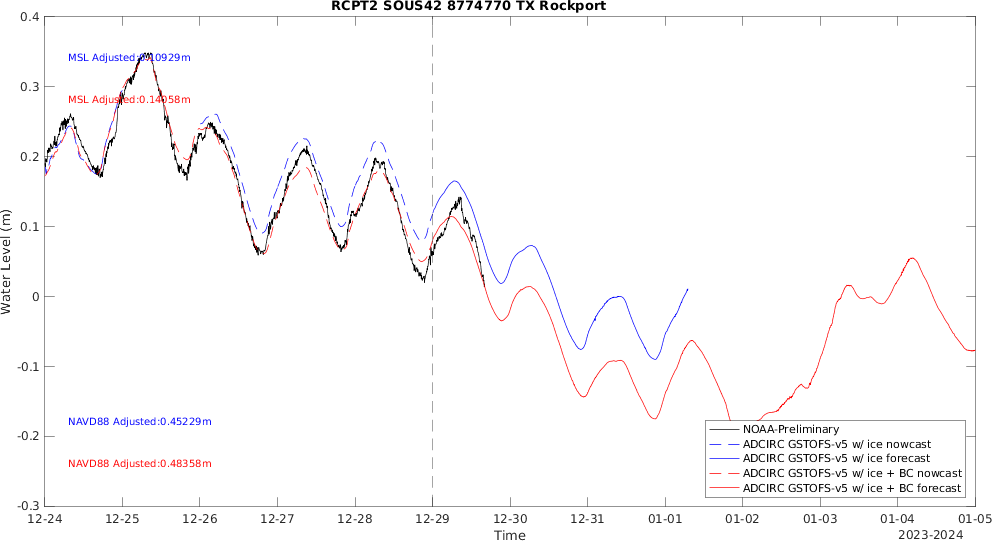 RCPT2 SOUS42 8774770 TX Rockport
0.4
0.3
0.2
0.1
0
-0.1
-0.2
-0.3
Water Level (m)
MSL Adjusted:0.10929m
MSL Adjusted:0.14058m
NAVD88 Adjusted:0.45229m
NAVD88 Adjusted:0.48358m
NOAA-Preliminary
ADCIRC GSTOFS-v5 w/ ice nowcast
ADCIRC GSTOFS-v5 w/ ice forecast
ADCIRC GSTOFS-v5 w/ ice + BC nowcast
ADCIRC GSTOFS-v5 w/ ice + BC forecast
12-24 12-25 12-26 12-27 12-28 12-29 12-30 12-31 01-01 01-02 01-03 01-04 01-05
Time
2023-2024